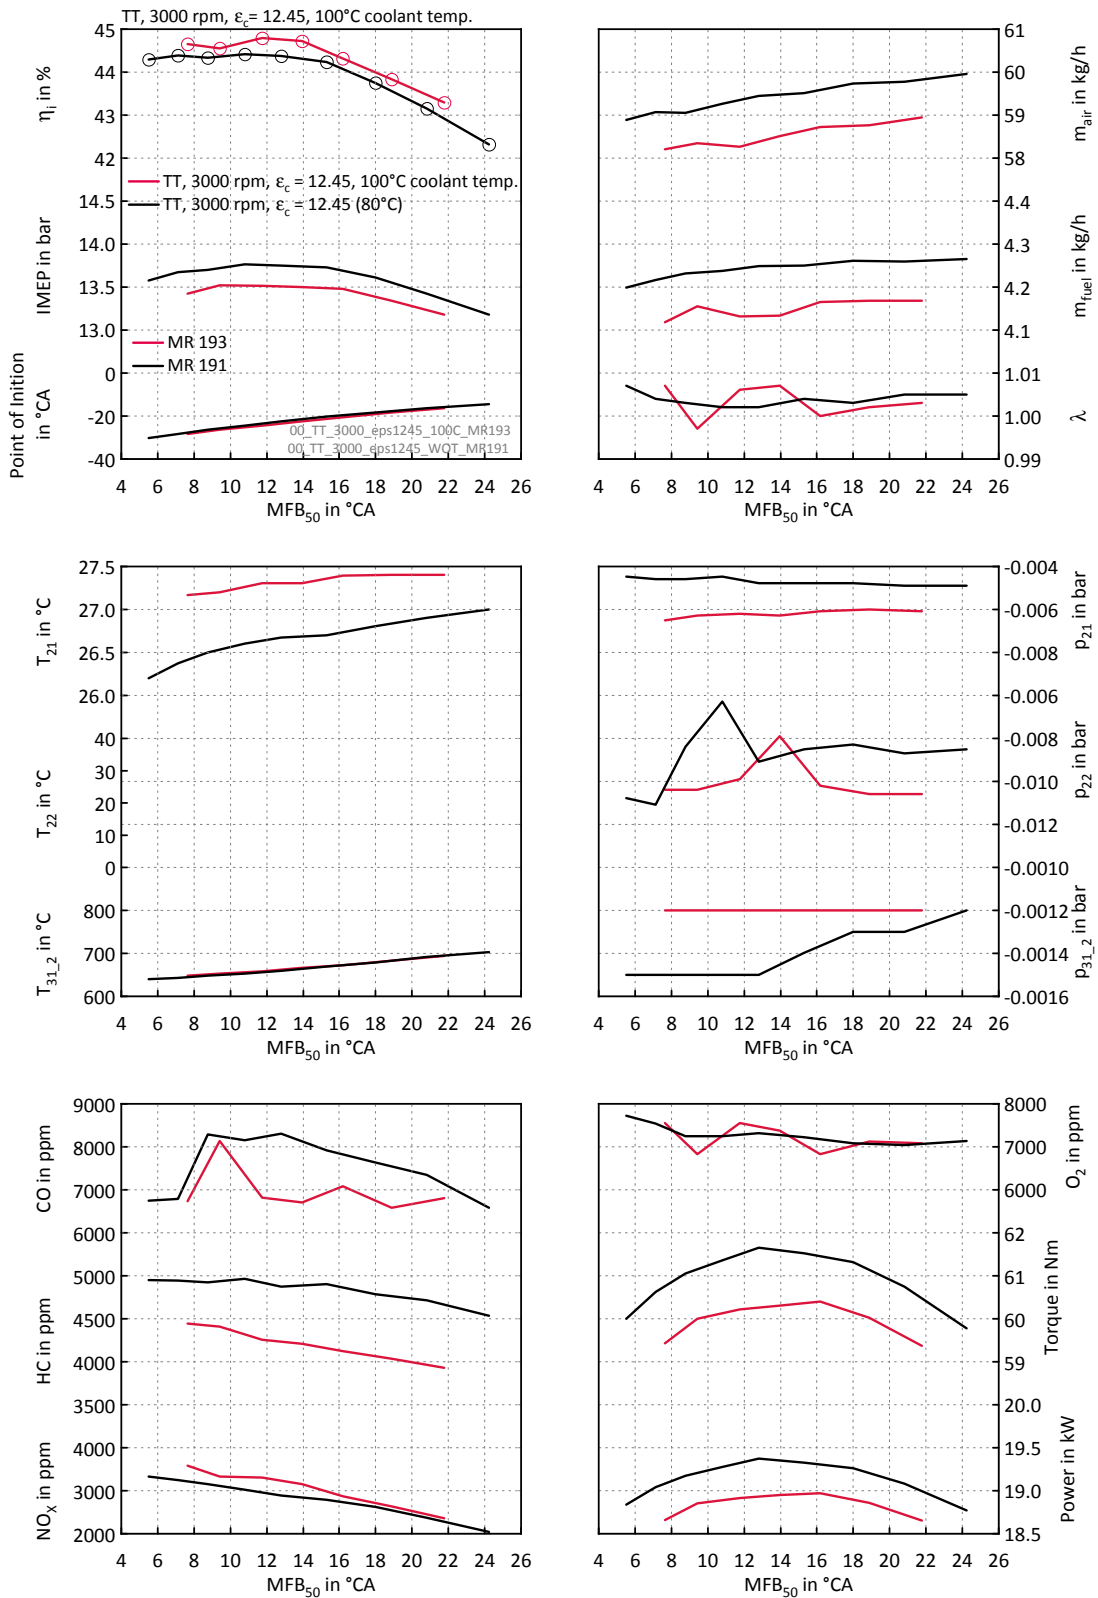 TT, 3000 rpm, εc= 12.45, 100°C coolant temp.
45
44
43
42
ηi in %
TT, 3000 rpm, εc = 12.45, 100°C coolant temp.
TT, 3000 rpm, εc = 12.45 (80°C)
14.5
14.0
13.5
13.0
IMEP in bar
MR 193
MR 191
0
-20
-40
Point of Inition
in °CA
00_TT_3000_eps1245_100C_MR193
00_TT_3000_eps1245_WOT_MR191
4 6 8 10 12 14 16 18 20 22 24 26
MFB50 in °CA
61
60
59
58
mair in kg/h
4.4
4.3
4.2
4.1
mfuel in kg/h
1.01
1.00
0.99
λ
4 6 8 10 12 14 16 18 20 22 24 26
MFB50 in °CA
27.5
27.0
26.5
26.0
T21 in °C
40
30
20
10
0
T22 in °C
800
700
600
T31_2 in °C
4 6 8 10 12 14 16 18 20 22 24 26
MFB50 in °CA
-0.004
-0.006
-0.008
p21 in bar
-0.006
-0.008
-0.010
-0.012
p22 in bar
-0.0010
-0.0012
-0.0014
-0.0016
p31_2 in bar
4 6 8 10 12 14 16 18 20 22 24 26
MFB50 in °CA
9000
8000
7000
6000
CO in ppm
5000
4500
4000
3500
HC in ppm
4000
3000
2000
NOX in ppm
4 6 8 10 12 14 16 18 20 22 24 26
MFB50 in °CA
8000
7000
6000
O2 in ppm
62
61
60
59
Torque in Nm
20.0
19.5
19.0
18.5
Power in kW
4 6 8 10 12 14 16 18 20 22 24 26
MFB50 in °CA